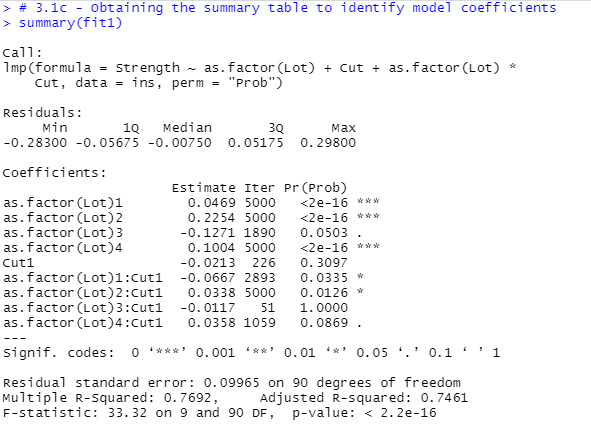 > # 3.1c - Obtaining the summary table to identify model coefficients
> summary(fit1)

Call:
lmp(formula = Strength ~ as.factor(Lot) + Cut + as.factor(Lot) *
    Cut, data = ins, perm = "Prob")

Residuals:
     Min       1Q   Median       3Q      Max
-0.28300 -0.05675 -0.00750  0.05175  0.29800

Coefficients:
                     Estimate Iter Pr(Prob)
as.factor(Lot)1        0.0469 5000   <2e-16 ***
as.factor(Lot)2        0.2254 5000   <2e-16 ***
as.factor(Lot)3       -0.1271 1890   0.0503 .
as.factor(Lot)4        0.1004 5000   <2e-16 ***
Cut1                  -0.0213  226   0.3097
as.factor(Lot)1:Cut1  -0.0667 2893   0.0335 *
as.factor(Lot)2:Cut1   0.0338 5000   0.0126 *
as.factor(Lot)3:Cut1  -0.0117   51   1.0000
as.factor(Lot)4:Cut1   0.0358 1059   0.0869 .
---
Signif. codes:  0 ‘***’ 0.001 ‘**’ 0.01 ‘*’ 0.05 ‘.’ 0.1 ‘ ’ 1

Residual standard error: 0.09965 on 90 degrees of freedom
Multiple R-Squared: 0.7692,     Adjusted R-squared: 0.7461
F-statistic: 33.32 on 9 and 90 DF,  p-value: < 2.2e-16